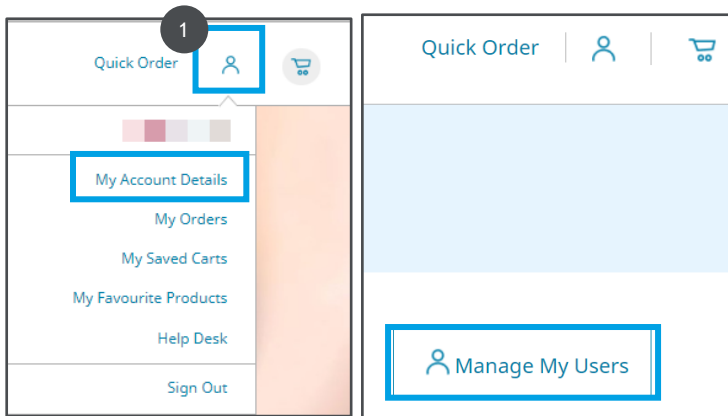 1
Quick Order
My Account Details
My Orders
My Saved Carts
My Favourite Products
Help Desk
Sign Out
Quick Order
Manage My Users